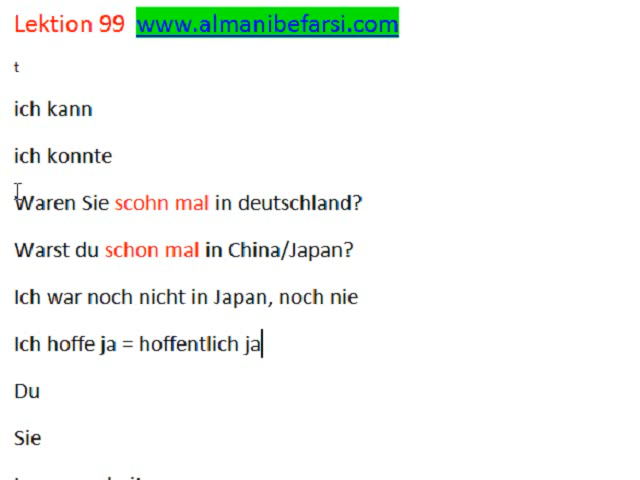 Lektion 99 www.almanibefarsi.com
t
ich kann
ich konnte
Waren Sie scohn mal in deutschland?
Warst du schon mal in China/Japan?
Ich war noch nicht in Japan, noch nie
Ich hoffe ja = hoffentlich ja
Du
Sie